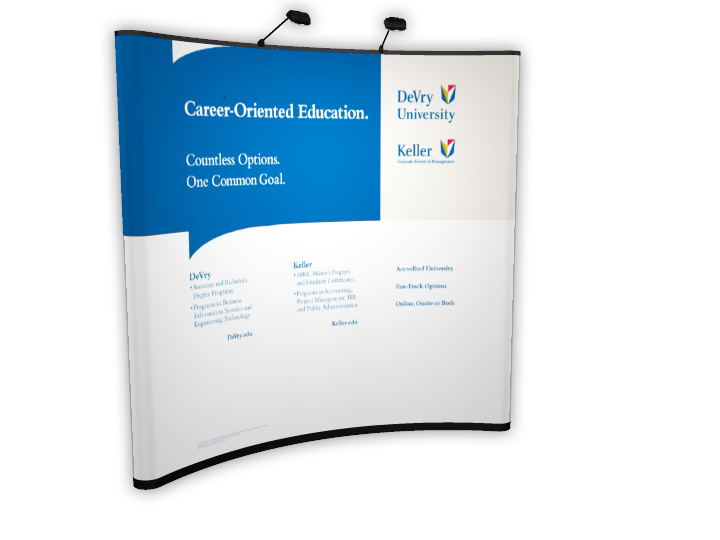 Career-Oriented Education.
Countless Options.
One Common Goal.
DeVry
University
Keller
Graduate School of Management
DeVry
• Associate and Bachelor's
Degree Programs
• Programs in Business
Information Systems and
Engineering Technology
DeVry.edu
Keller
• MBA, Master's Degrees
and Graduate Certificates
• Programs in Accounting,
Project Management, HR
and Public Administration
Keller.edu
Accredited University
Fast-Track Options
Online, Onsite or Both